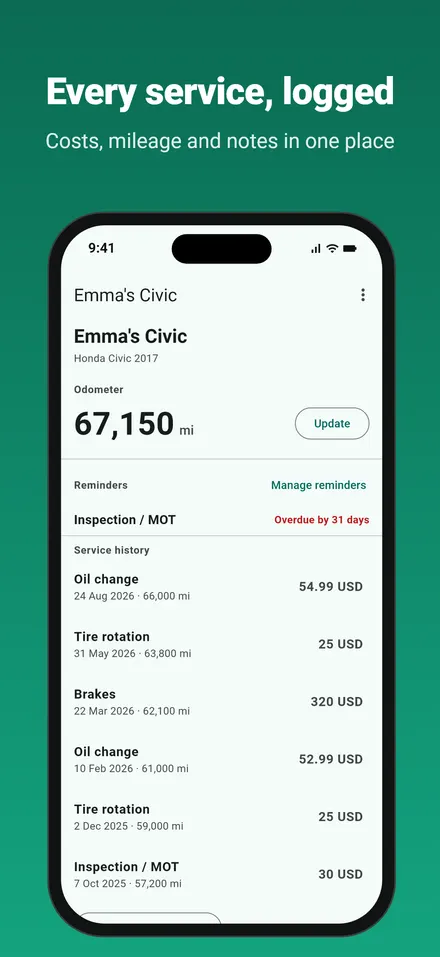 Every service, logged
Costs, mileage and notes in one place
9:41
Emma's Civic
Emma's Civic
Honda Civic 2017
Odometer
67,150 mi
Update
Reminders
Manage reminders
Inspection / MOT
Overdue by 31 days
Service history
Oil change
54.99 USD
24 Aug 2026 · 66,000 mi
Tire rotation
25 USD
31 May 2026 · 63,800 mi
Brakes
320 USD
22 Mar 2026 · 62,100 mi
Oil change
52.99 USD
10 Feb 2026 · 61,000 mi
Tire rotation
25 USD
2 Dec 2025 · 59,000 mi
Inspection / MOT
30 USD
7 Oct 2025 · 57,200 mi